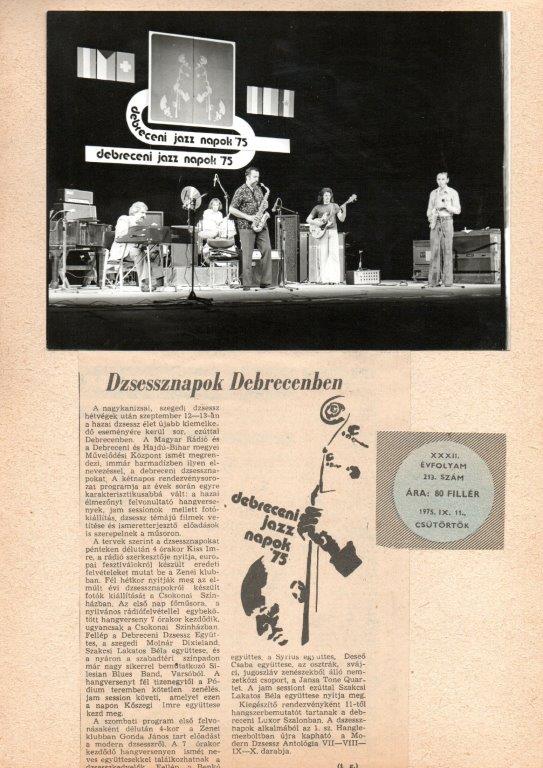 debreceni jazz napok '75
debreceni jazz napok '75
Dzsessznapok Debrecenben
A nagykanizsai, szegedi dzsessz
hétvégek után szeptember 12—13-án
a hazai dzsessz élet újabb kiemelke-
dő eseményére kerül sor, ezúttal
Debrecenben. A Magyar Rádió és
a Debreceni és Hajdú-Bihar megyei
Művelődési Központ ismét megren-
dezi, immár harmadízben ilyen el-
nevezéssel, a debreceni dzsesszna-
pokat. A kétnapos rendezvénysoro-
zat programja az évek során egyre
karakterisztikusabbá vált: a hazai
élmezőnyt felvonultató hangverse-
nyek, jam sessionok mellett fotó-
kiállítás, dzsessz témájú filmek ve-
títése és ismeretterjesztő előadások
is szerepelnek a műsoron.
A tervek szerint a dzsessznapokat
pénteken délután 4 órakor Kiss Im-
re, a rádió szerkesztője nyitja, euró-
pai fesztiválokról készült eredeti
felvételeket mutat be a Zenei klub-
ban. Fél hétkor nyitják meg az el-
múlt évi dzsessznapokról készült
fotók kiállítását a Csokonai Szín-
házban. Az első nap főműsora, a
nyilvános rádiófelvétellel egybekö-
tött hangverseny 7 órakor kezdődik,
ugyancsak a Csokonai Színházban.
Fellép a Debreceni Dzsessz Együt-
tes, a szegedi Molnár Dixieland,
Szakcsi Lakatos Béla együttese, és
a nyáron a szabadtéri színpadon
már nagy sikerrel bemutatkozó Si-
lesian Blues Band, Varsóból. A
hangversenyt fél tizenegytől a Pó-
dium teremben kötetlen zenélés,
jam session követi, amelyet ezen
a napon Kőszegi Imre együttese
kezd meg.
A szombati program első felvo-
násaként délután 4-kor a Zenei
klubban Gonda János tart előadást
a modern dzsesszről. A 7 órakor
kezdődő hangversenyen ismét ne-
ves együttesekkel találkozhatnak a
dzsesszkedvelők. Fellép a Benkó
debreceni
jazz
napok
'75
együttes, a Syrius együttes, Deseő
Csaba együttese, az osztrák, sváj-
ci, jugoszláv zenészekből álló nem-
zetközi csoport, a Jansa Tone Quar-
tet. A jam sessiont ezúttal Szakcsi
Lakatos Béla együttese nyitja meg.
Kiegészítő rendezvényként 11-től
hangszerbemutatót tartanak a deb-
receni Luxor Szalonban. A dzsessz-
napok alkalmából az 1. sz. Hangle-
mezboltban újra kapható a Mo-
dern Dzsessz Antológia VII—VIII—
IX—X. darabja.
XXXII.
ÉVFOLYAM
213. SZÁM
ÁRA: 80 FILLÉR
1975. IX. 11.,
CSÜTÖRTÖK